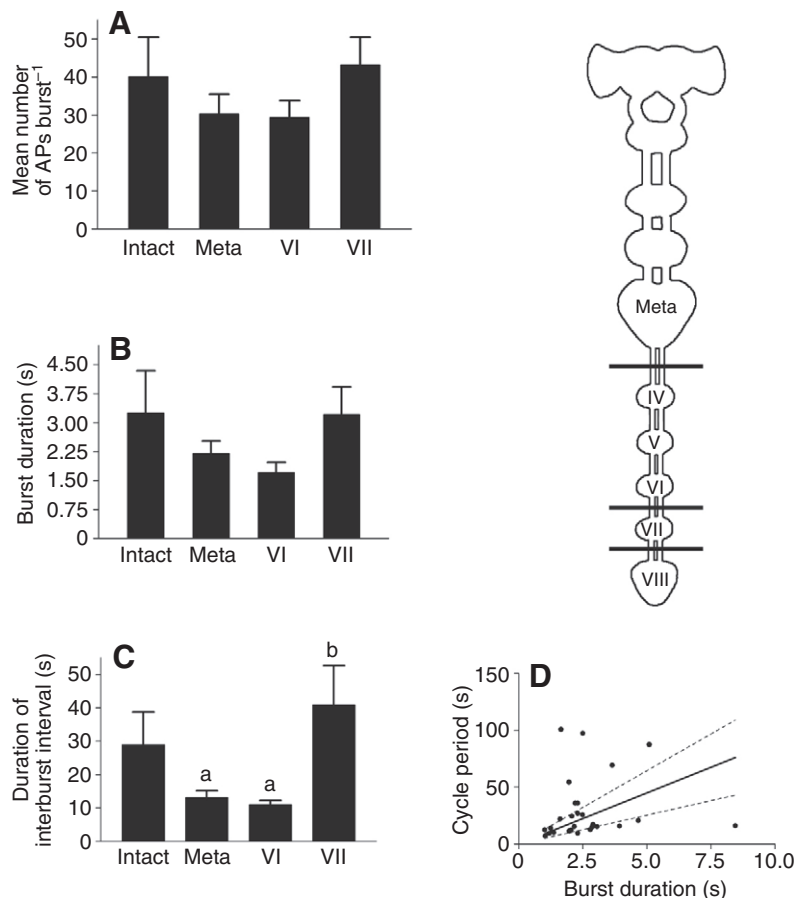 A
Mean number
of APs burst⁻¹
50
40
30
20
10
0
Intact Meta VI VII
B
Burst duration (s)
4.50
3.75
3.00
2.25
1.50
0.75
0
Intact Meta VI VII
C
Duration of
interburst interval (s)
50
40
30
20
10
0
a a b
Intact Meta VI VII
Meta
IV
V
VI
VII
VIII
D
Cycle period (s)
150
100
50
0
0 2.5 5.0 7.5 10.0
Burst duration (s)